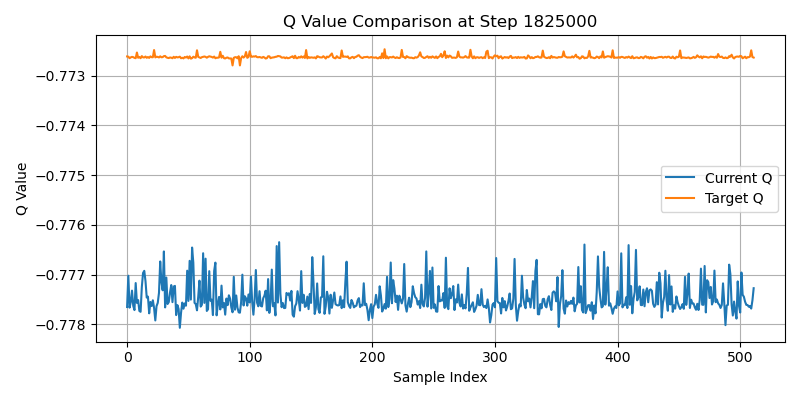 Q Value Comparison at Step 1825000
Q Value
−0.773
−0.774
−0.775
−0.776
−0.777
−0.778
Current Q
Target Q
0
100
200
300
400
500
Sample Index